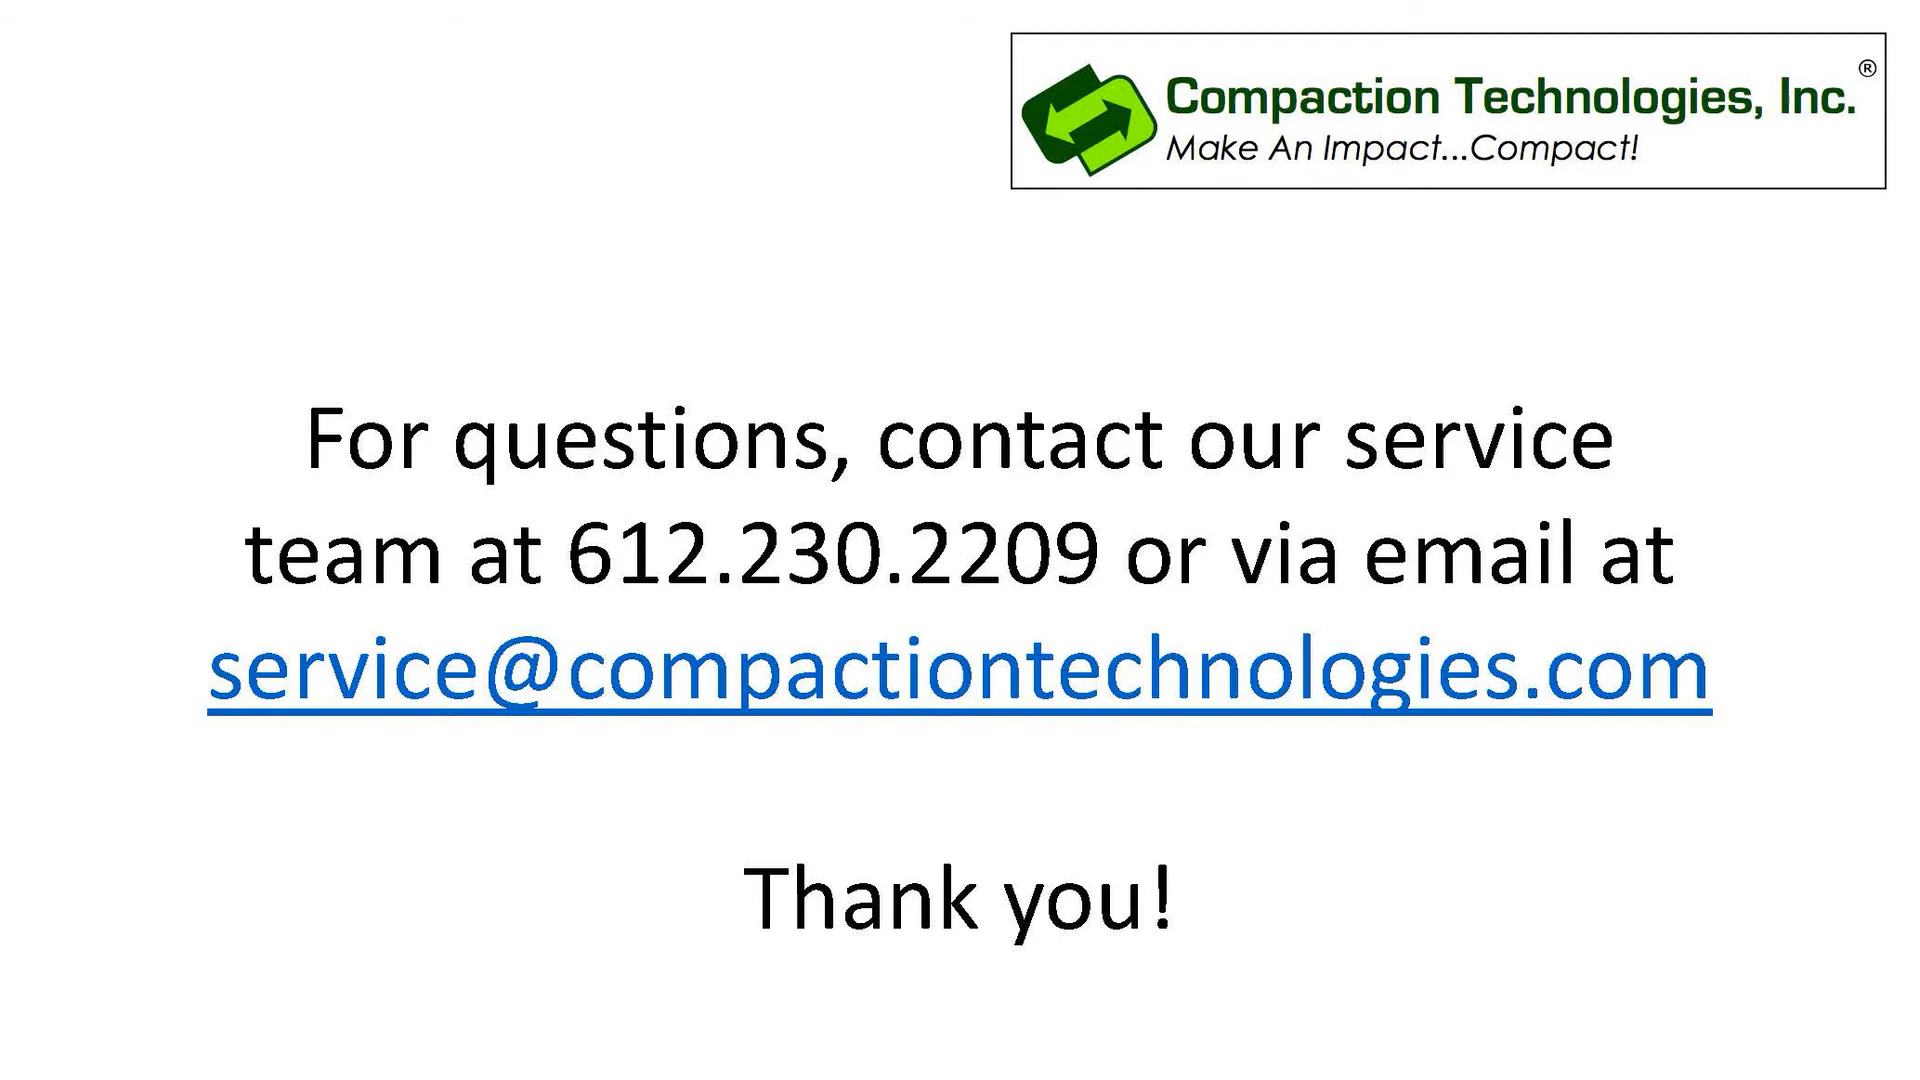 Compaction Technologies, Inc.®
Make An Impact...Compact!
For questions, contact our service
team at 612.230.2209 or via email at
service@compactiontechnologies.com
Thank you!